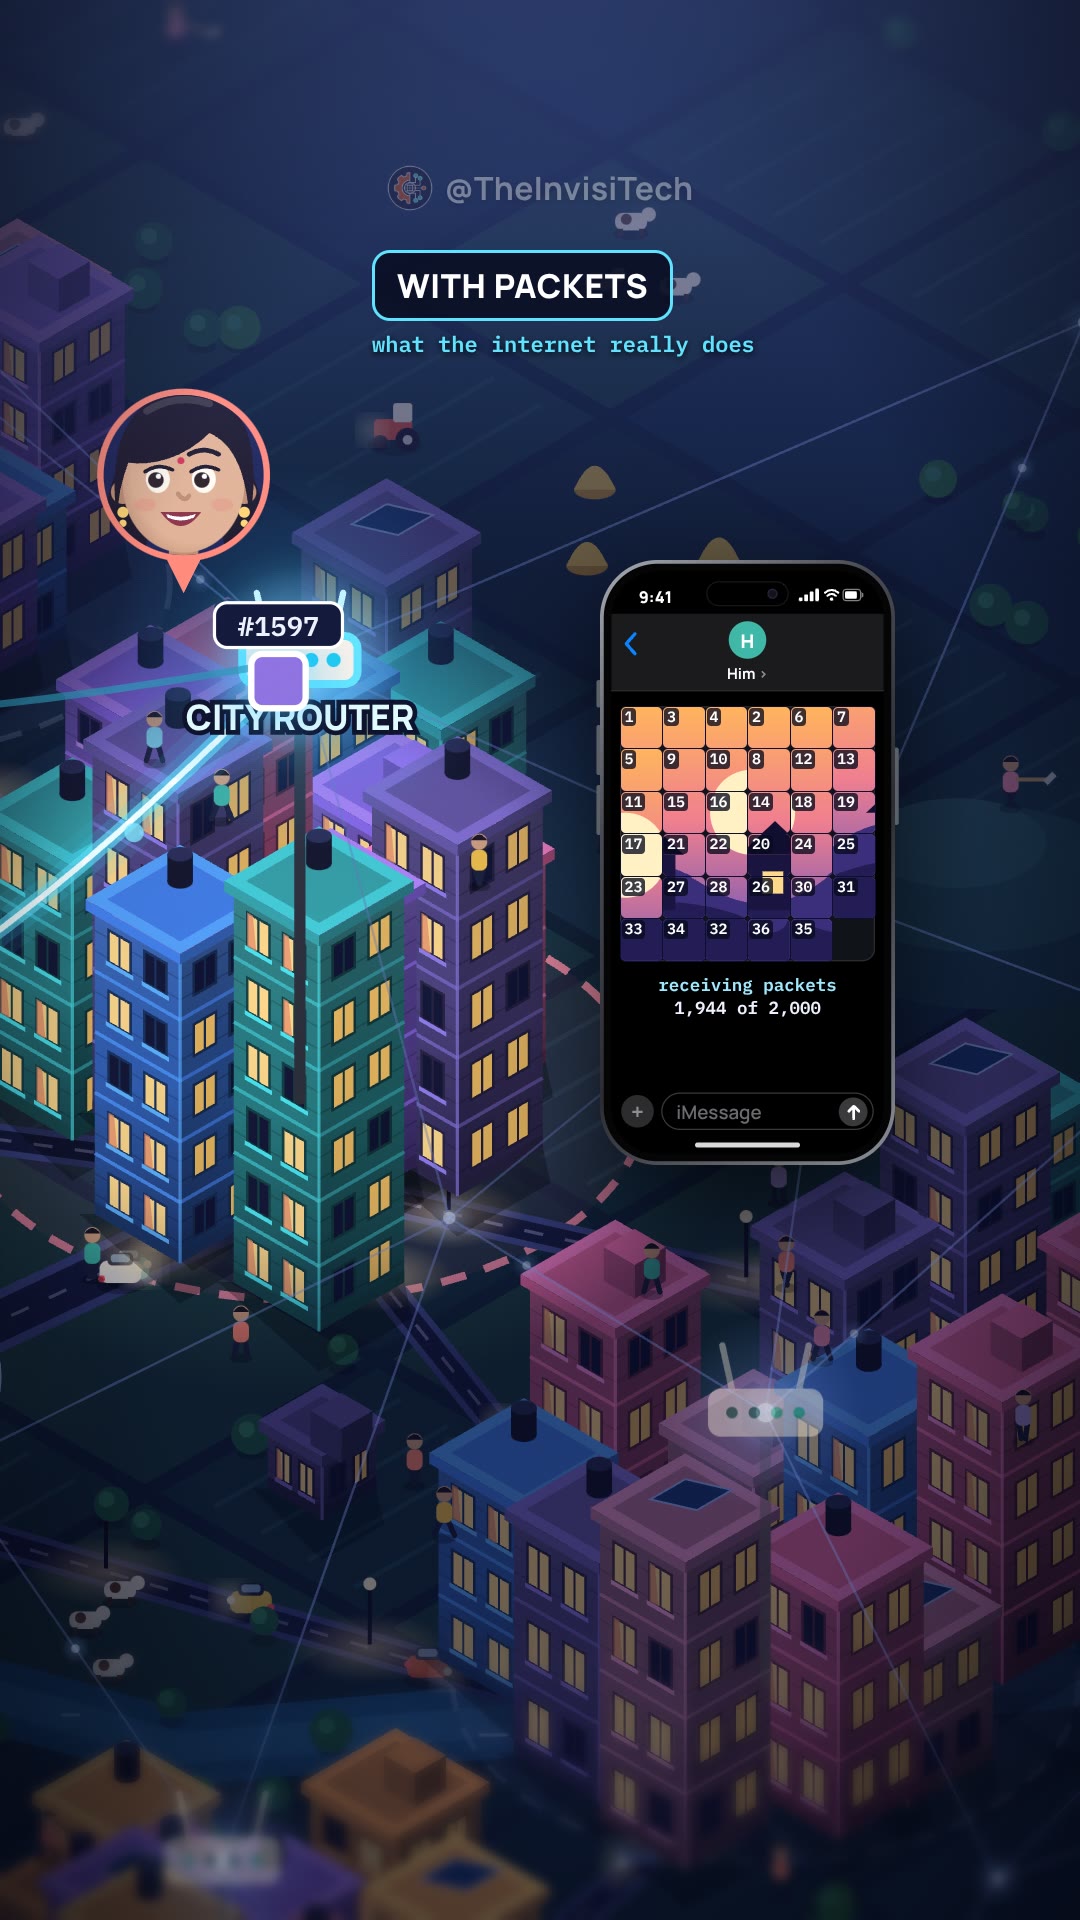 @TheInvisiTech
WITH PACKETS
what the internet really does
#1597
CITY ROUTER
9:41
H
Him ›
1 3 4 2 6 7
5 9 10 8 12 13
11 15 16 14 18 19
17 21 22 20 24 25
23 27 28 26 30 31
33 34 32 36 35
receiving packets
1,944 of 2,000
+ iMessage